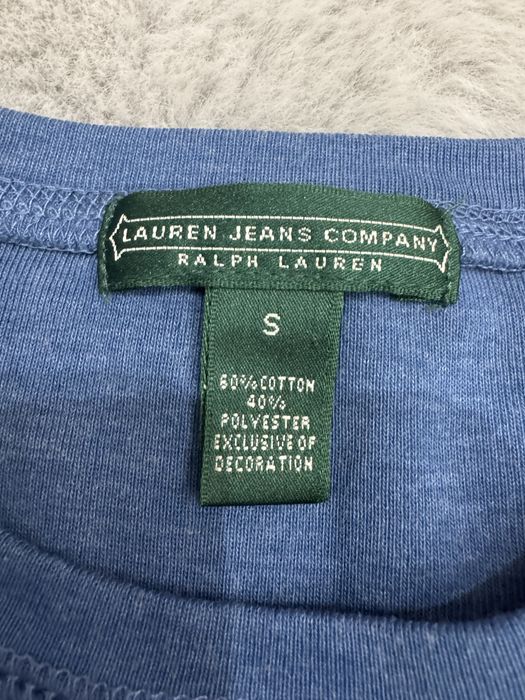 LAUREN JEANS COMPANY
RALPH LAUREN
S
60% COTTON
40%
POLYESTER
EXCLUSIVE OF
DECORATION